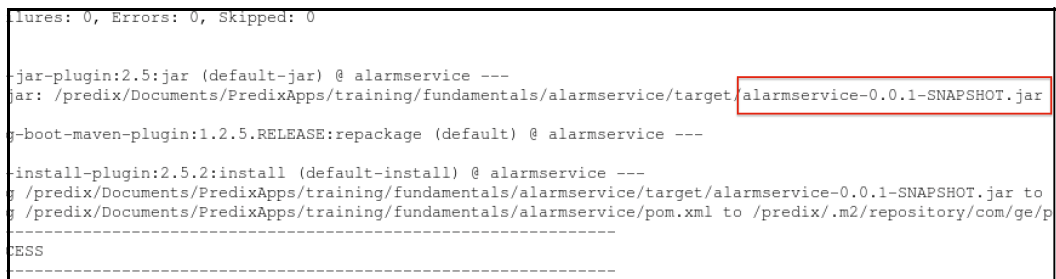 llures: 0, Errors: 0, Skipped: 0
-jar-plugin:2.5:jar (default-jar) @ alarmservice ---
jar: /predix/Documents/PredixApps/training/fundamentals/alarmservice/target/alarmservice-0.0.1-SNAPSHOT.jar
g-boot-maven-plugin:1.2.5.RELEASE:repackage (default) @ alarmservice ---
-install-plugin:2.5.2:install (default-install) @ alarmservice ---
g /predix/Documents/PredixApps/training/fundamentals/alarmservice/target/alarmservice-0.0.1-SNAPSHOT.jar to
g /predix/Documents/PredixApps/training/fundamentals/alarmservice/pom.xml to /predix/.m2/repository/com/ge/p
------------------------------------------------------------
CESS
------------------------------------------------------------